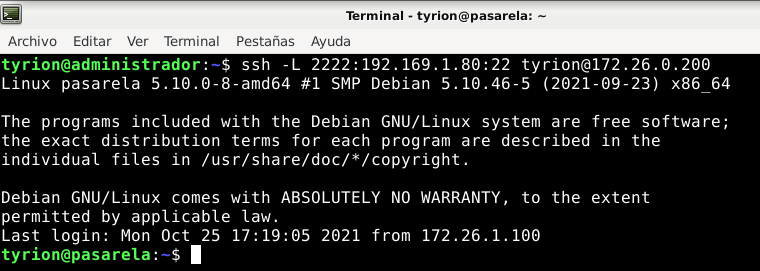 Terminal - tyrion@pasarela: ~
Archivo Editar Ver Terminal Pestañas Ayuda
tyrion@administrador:~$ ssh -L 2222:192.169.1.80:22 tyrion@172.26.0.200
Linux pasarela 5.10.0-8-amd64 #1 SMP Debian 5.10.46-5 (2021-09-23) x86_64
The programs included with the Debian GNU/Linux system are free software;
the exact distribution terms for each program are described in the
individual files in /usr/share/doc/*/copyright.
Debian GNU/Linux comes with ABSOLUTELY NO WARRANTY, to the extent
permitted by applicable law.
Last login: Mon Oct 25 17:19:05 2021 from 172.26.1.100
tyrion@pasarela:~$